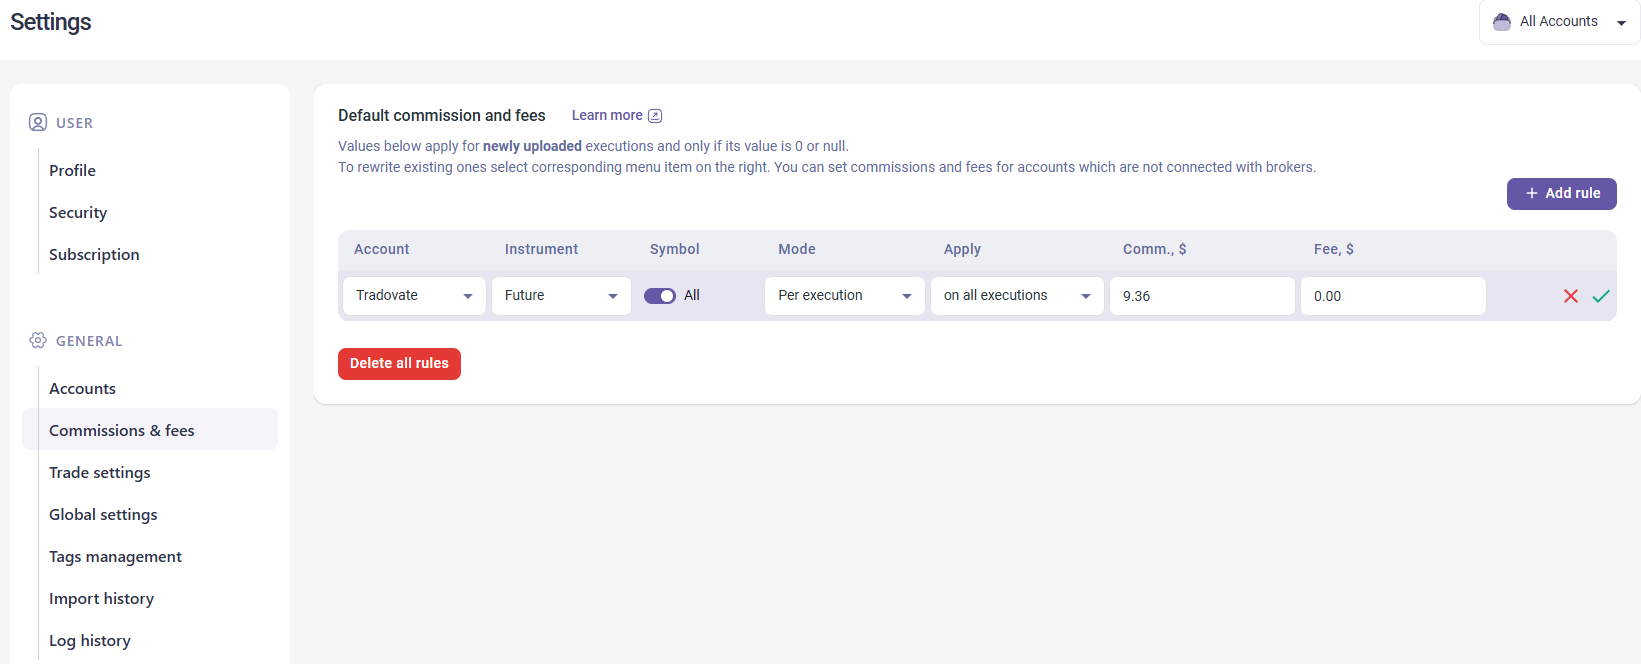 Settings
All Accounts
USER
Profile
Security
Subscription
GENERAL
Accounts
Commissions & fees
Trade settings
Global settings
Tags management
Import history
Log history
Default commission and fees Learn more
Values below apply for newly uploaded executions and only if its value is 0 or null.
To rewrite existing ones select corresponding menu item on the right. You can set commissions and fees for accounts which are not connected with brokers.
+ Add rule
Account Instrument Symbol Mode Apply Comm., $ Fee, $
Tradovate Future All Per execution on all executions 9.36 0.00
Delete all rules